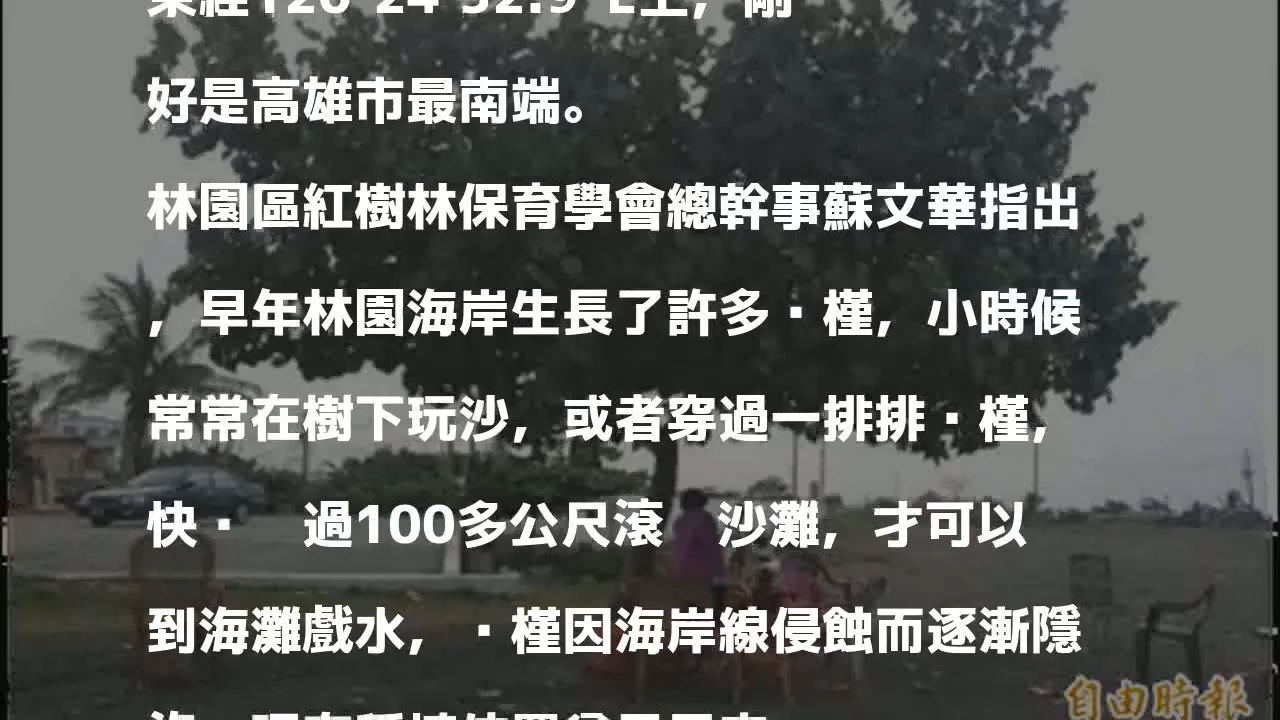 好是高雄市最南端。
林園區紅樹林保育學會總幹事蘇文華指出
，早年林園海岸生長了許多▪槿，小時候
常常在樹下玩沙，或者穿過一排排▪槿，
快▪　過100多公尺滾　沙灘，才可以
到海灘戲水，▪槿因海岸線侵蝕而逐漸隱
自由時報